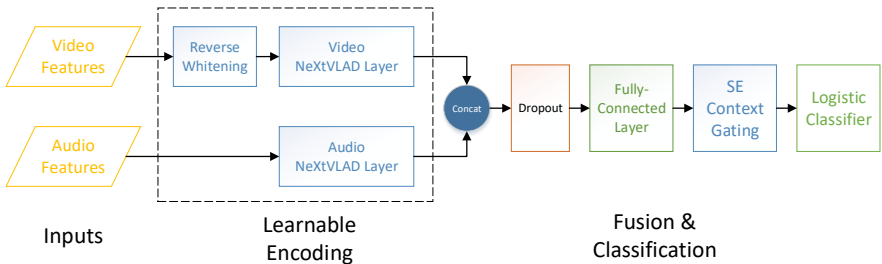 Video
Features
Reverse
Whitening
Video
NeXtVLAD Layer
Audio
Features
Audio
NeXtVLAD Layer
Concat
Dropout
Fully-
Connected
Layer
SE
Context
Gating
Logistic
Classifier
Inputs
Learnable
Encoding
Fusion &
Classification